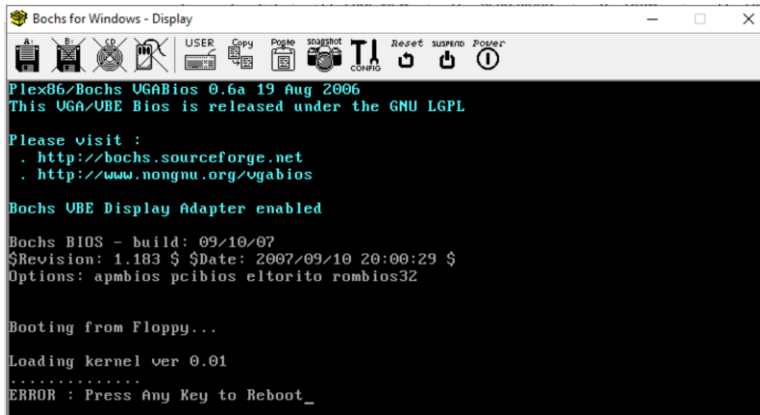 Bochs for Windows - Display
A: B: CD USER Copy Paste snapshot CONFIG Reset SUSPEND Power
Plex86/Bochs VGABios 0.6a 19 Aug 2006
This VGA/VBE Bios is released under the GNU LGPL
Please visit :
. http://bochs.sourceforge.net
. http://www.nongnu.org/vgabios
Bochs VBE Display Adapter enabled
Bochs BIOS - build: 09/10/07
$Revision: 1.183 $ $Date: 2007/09/10 20:00:29 $
Options: apmbios pcibios eltorito rombios32
Booting from Floppy...
Loading kernel ver 0.01
..............
ERROR : Press Any Key to Reboot_